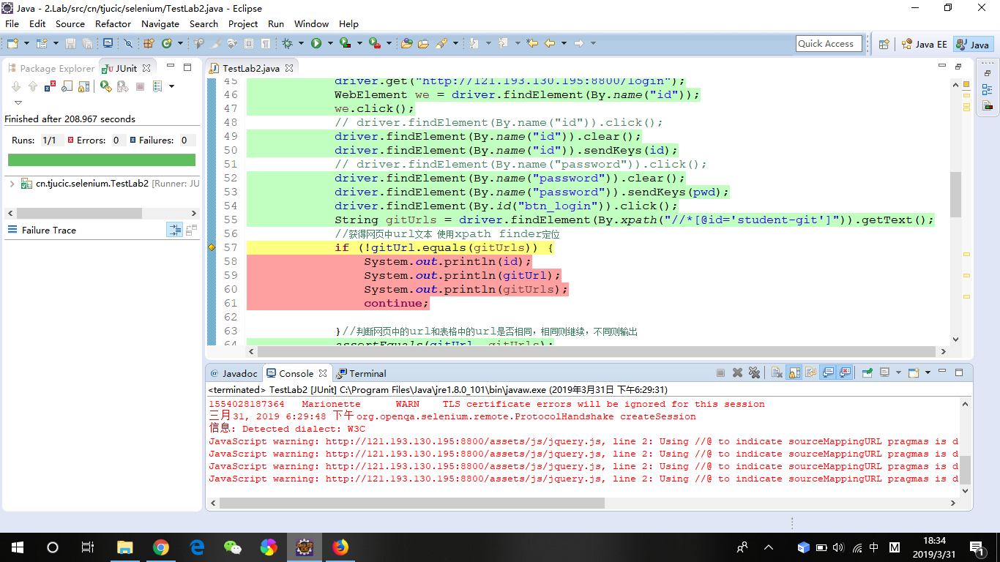 Java - 2.Lab/src/cn/tjucic/selenium/TestLab2.java - Eclipse
File Edit Source Refactor Navigate Search Project Run Window Help
Quick Access
Java EE
Java
Package Explorer
JUnit
Finished after 208.967 seconds
Runs: 1/1 Errors: 0 Failures: 0
cn.tjucic.selenium.TestLab2 [Runner: JU
Failure Trace
TestLab2.java
45 driver.get("http://121.193.130.195:8800/login");
46 WebElement we = driver.findElement(By.name("id"));
47 we.click();
48 // driver.findElement(By.name("id")).click();
49 driver.findElement(By.name("id")).clear();
50 driver.findElement(By.name("id")).sendKeys(id);
51 // driver.findElement(By.name("password")).click();
52 driver.findElement(By.name("password")).clear();
53 driver.findElement(By.name("password")).sendKeys(pwd);
54 driver.findElement(By.id("btn_login")).click();
55 String gitUrls = driver.findElement(By.xpath("//*[@id='student-git']")).getText();
56 //获得网页中url文本 使用xpath finder定位
57 if (!gitUrl.equals(gitUrls)) {
58 System.out.println(id);
59 System.out.println(gitUrl);
60 System.out.println(gitUrls);
61 continue;
62
63 }//判断网页中的url和表格中的url是否相同，相同则继续，不同则输出
64 assertEquals(gitUrl, gitUrls);
@ Javadoc Console Terminal
<terminated> TestLab2 [JUnit] C:\Program Files\Java\jre1.8.0_101\bin\javaw.exe (2019年3月31日 下午6:29:31)
1554028187364 Marionette WARN TLS certificate errors will be ignored for this session
三月 31, 2019 6:29:48 下午 org.openqa.selenium.remote.ProtocolHandshake createSession
信息: Detected dialect: W3C
JavaScript warning: http://121.193.130.195:8800/assets/js/jquery.js, line 2: Using //@ to indicate sourceMappingURL pragmas is d
JavaScript warning: http://121.193.130.195:8800/assets/js/jquery.js, line 2: Using //@ to indicate sourceMappingURL pragmas is d
JavaScript warning: http://121.193.130.195:8800/assets/js/jquery.js, line 2: Using //@ to indicate sourceMappingURL pragmas is d
JavaScript warning: http://121.193.130.195:8800/assets/js/jquery.js, line 2: Using //@ to indicate sourceMappingURL pragmas is d
中
M
18:34
2019/3/31
1